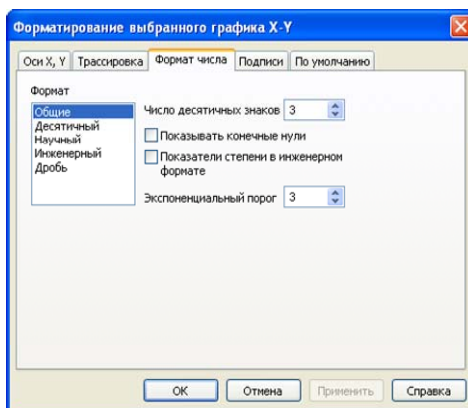 Форматирование выбранного графика X-Y
Оси X, Y Трассировка Формат числа Подписи По умолчанию
Формат
Общие
Десятичный
Научный
Инженерный
Дробь
Число десятичных знаков 3
Показывать конечные нули
Показатели степени в инженерном
формате
Экспоненциальный порог 3
ОК Отмена Применить Справка